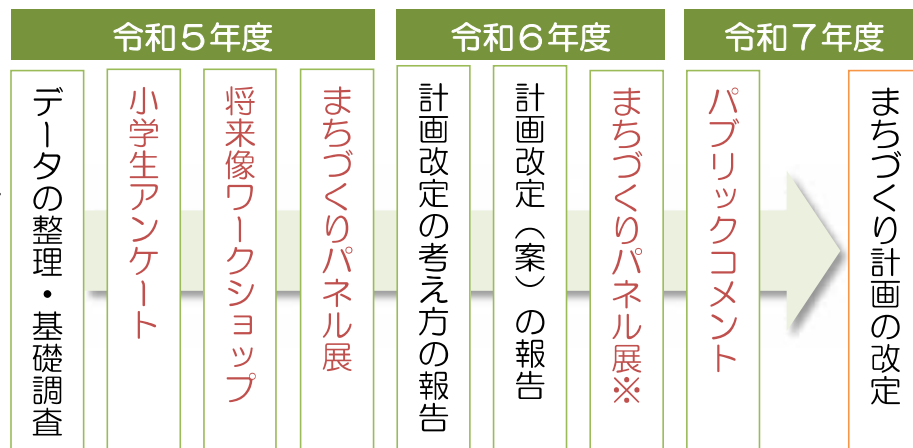 令和５年度
令和６年度
令和７年度
データの整理・基礎調査
小学生アンケート
将来像ワークショップ
まちづくりパネル展
計画改定の考え方の報告
計画改定（案）の報告
まちづくりパネル展※
パブリックコメント
まちづくり計画の改定